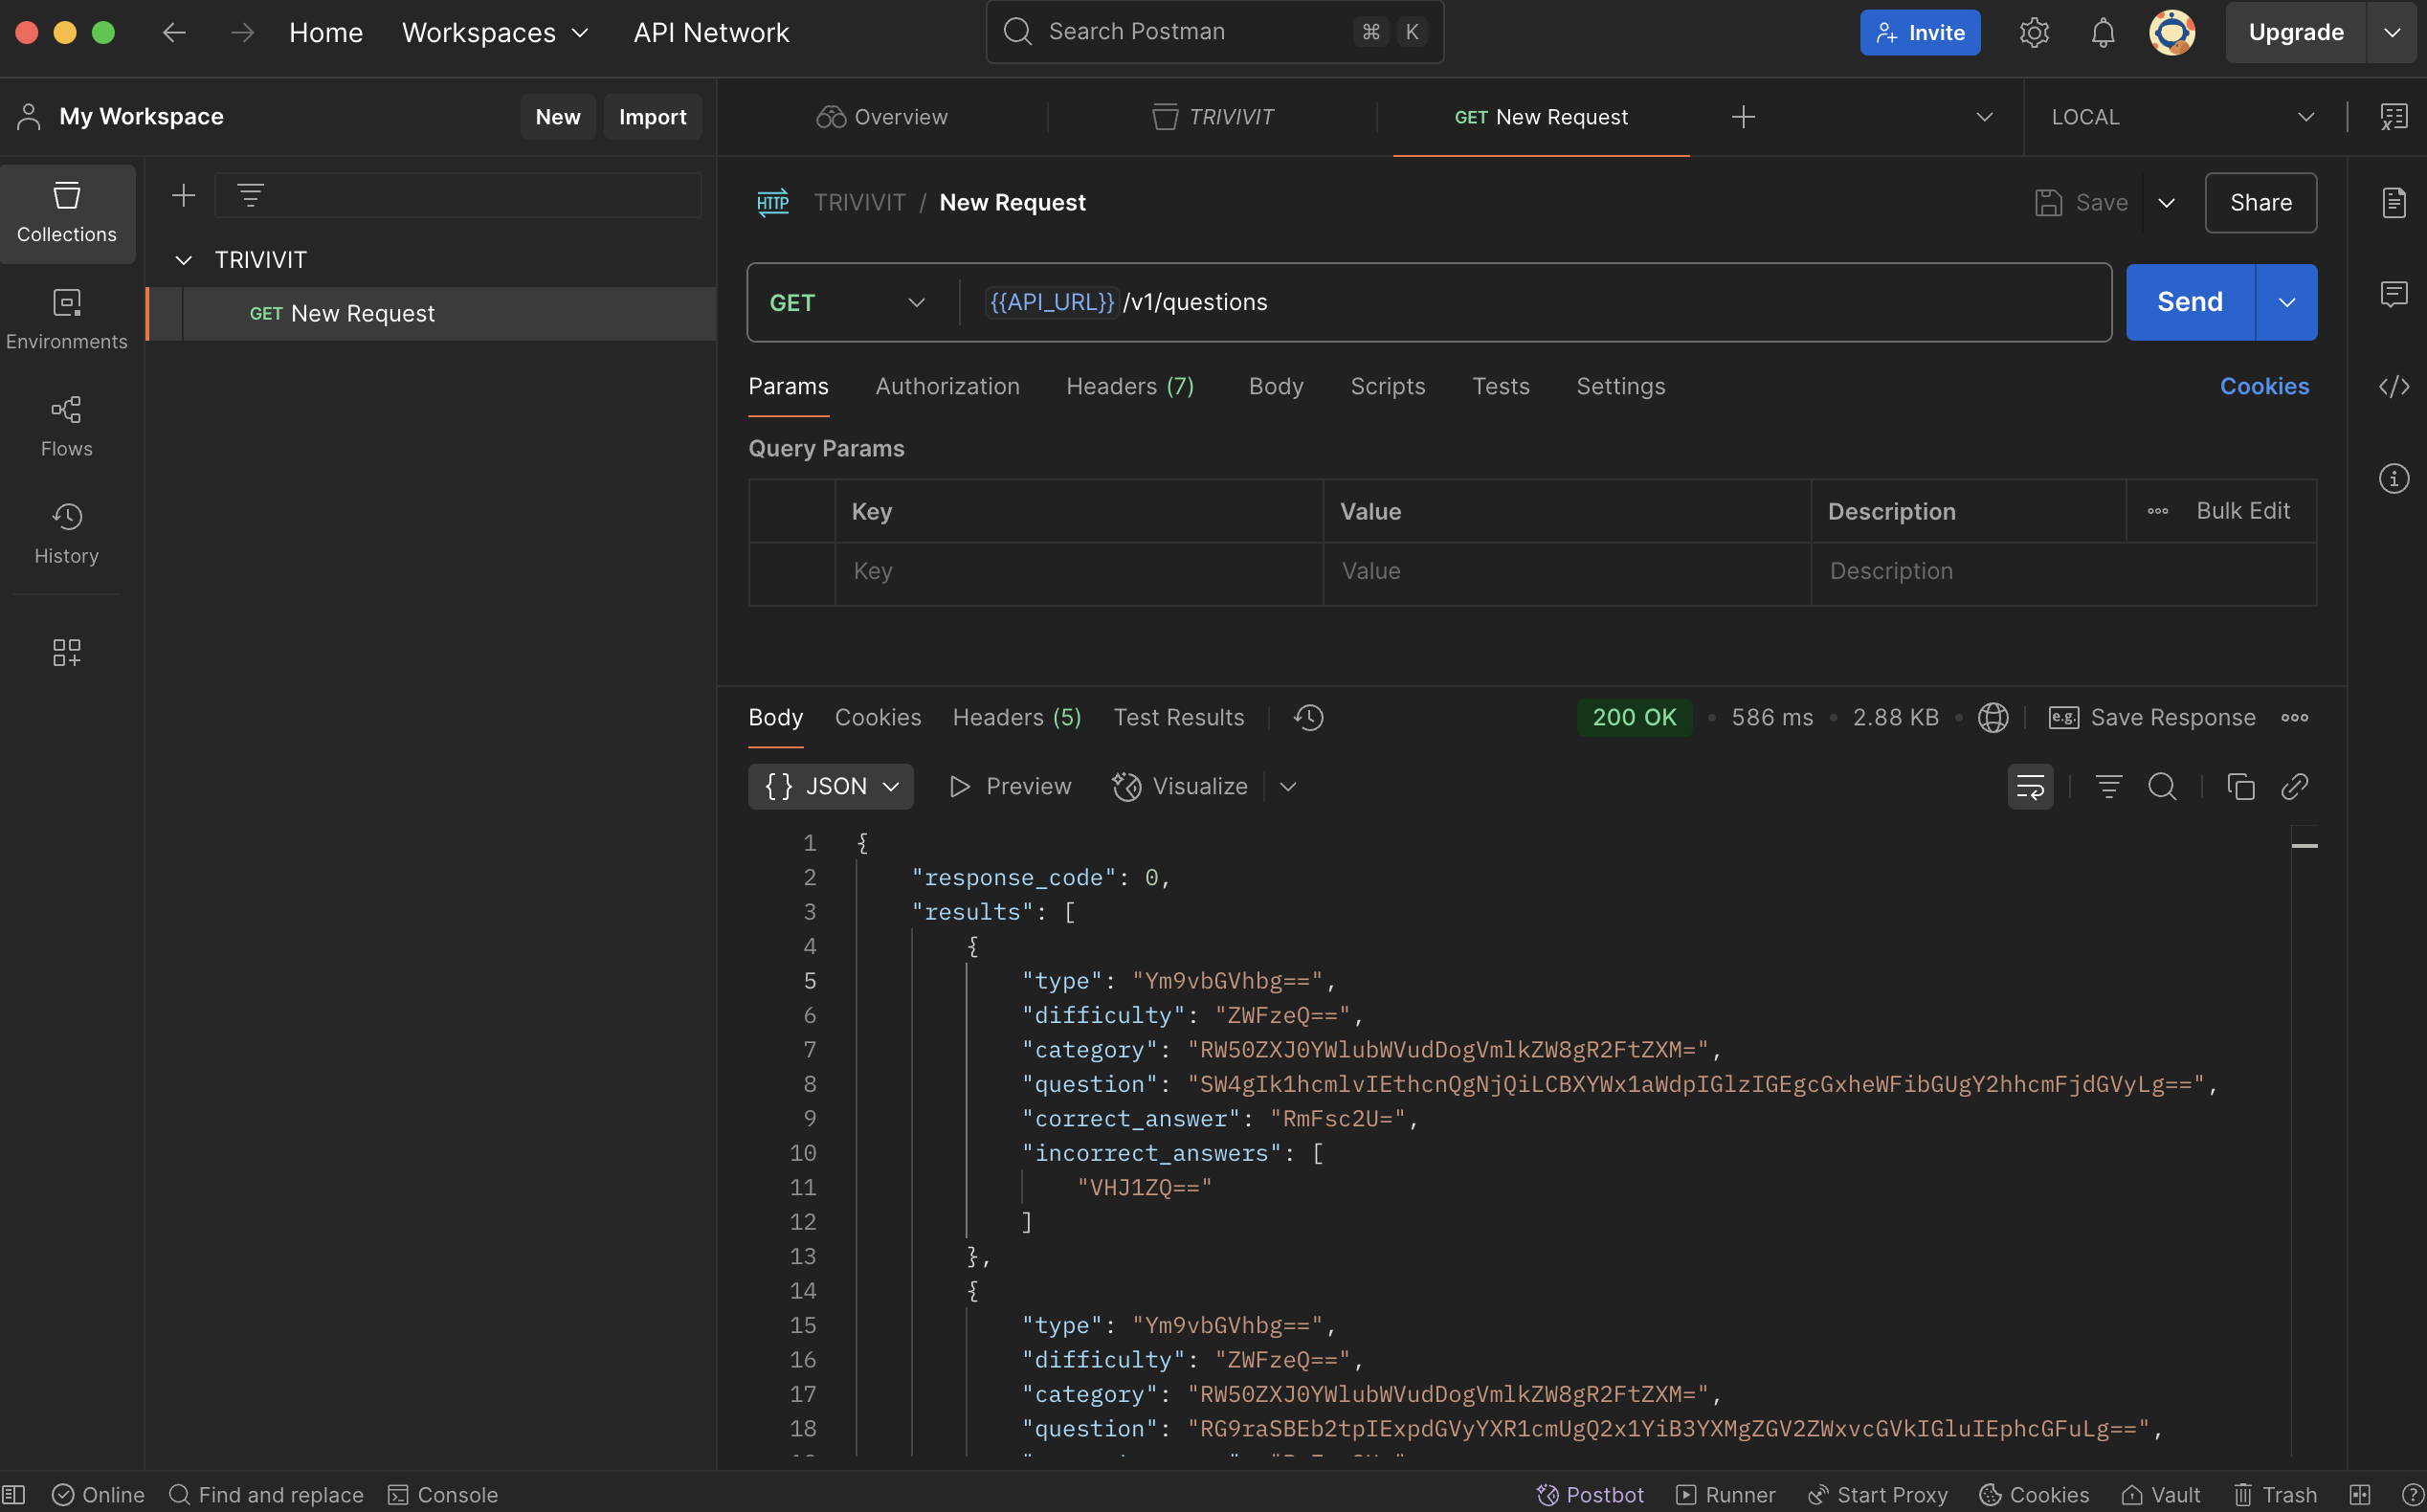 Home Workspaces API Network Search Postman ⌘ K Invite Upgrade
My Workspace New Import
Overview TRIVIVIT GET New Request LOCAL
Collections
Environments
Flows
History
TRIVIVIT
GET New Request
HTTP TRIVIVIT / New Request Save Share
GET {{API_URL}}/v1/questions Send
Params Authorization Headers (7) Body Scripts Tests Settings Cookies
Query Params
Key Value Description Bulk Edit
Key Value Description
Body Cookies Headers (5) Test Results 200 OK • 586 ms • 2.88 KB • e.g. Save Response
{} JSON Preview Visualize
1 {
2 "response_code": 0,
3 "results": [
4 {
5 "type": "Ym9vbGVhbg==",
6 "difficulty": "ZWFzeQ==",
7 "category": "RW50ZXJ0YWlubWVudDogVmlkZW8gR2FtZXM=",
8 "question": "SW4gIk1hcmlvIEthcnQgNjQiLCBXYWx1aWdpIGlzIGEgcGxheWFibGUgY2hhcmFjdGVyLg==",
9 "correct_answer": "RmFsc2U=",
10 "incorrect_answers": [
11 "VHJ1ZQ=="
12 ]
13 },
14 {
15 "type": "Ym9vbGVhbg==",
16 "difficulty": "ZWFzeQ==",
17 "category": "RW50ZXJ0YWlubWVudDogVmlkZW8gR2FtZXM=",
18 "question": "RG9raSBEb2tpIExpdGVyYXR1cmUgQ2x1YiB3YXMgZGV2ZWxvcGVkIGluIEphcGFuLg==",
Online Find and replace Console Postbot Runner Start Proxy Cookies Vault Trash